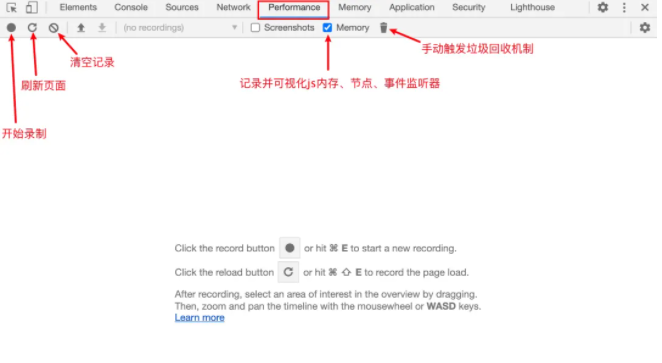 Elements Console Sources Network Performance Memory Application Security Lighthouse
(no recordings) Screenshots Memory
手动触发垃圾回收机制
清空记录
记录并可视化js内存、节点、事件监听器
刷新页面
开始录制
Click the record button or hit ⌘ E to start a new recording.
Click the reload button or hit ⌘ ⇧ E to record the page load.
After recording, select an area of interest in the overview by dragging.
Then, zoom and pan the timeline with the mousewheel or WASD keys.
Learn more